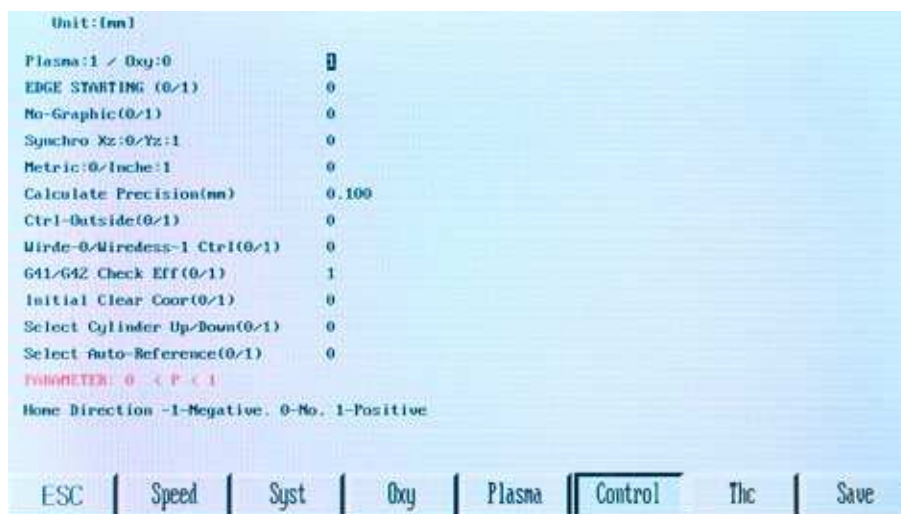 Unit:[mm]
Plasma:1 / Oxy:0 1
EDGE STARTING (0/1) 0
No-Graphic(0/1) 0
Synchro Xz:0/Yz:1 0
Metric:0/Inche:1 0
Calculate Precision(mm) 0.100
Ctrl-Outside(0/1) 0
Wirde-0/Wiredess-1 Ctrl(0/1) 0
G41/G42 Check Eff(0/1) 1
Initial Clear Coor(0/1) 0
Select Cylinder Up/Down(0/1) 0
Select Auto-Reference(0/1) 0
PARAMETER: 0 < P < 1
Home Direction -1-Negative. 0-No. 1-Positive
ESC Speed Syst Oxy Plasma Control Thc Save